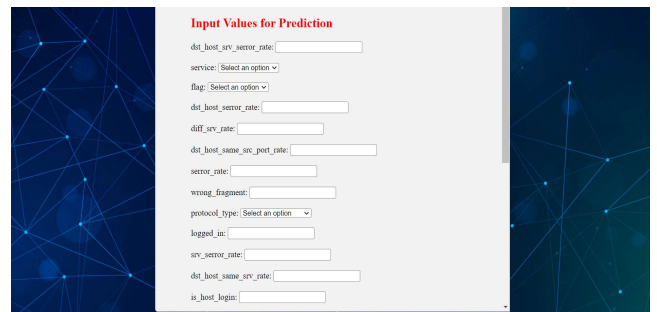 Input Values for Prediction
dst_host_srv_serror_rate:
service: Select an option
flag: Select an option
dst_host_serror_rate:
diff_srv_rate:
dst_host_same_src_port_rate:
serror_rate:
wrong_fragment:
protocol_type: Select an option
logged_in:
srv_serror_rate:
dst_host_same_srv_rate:
is_host_login: